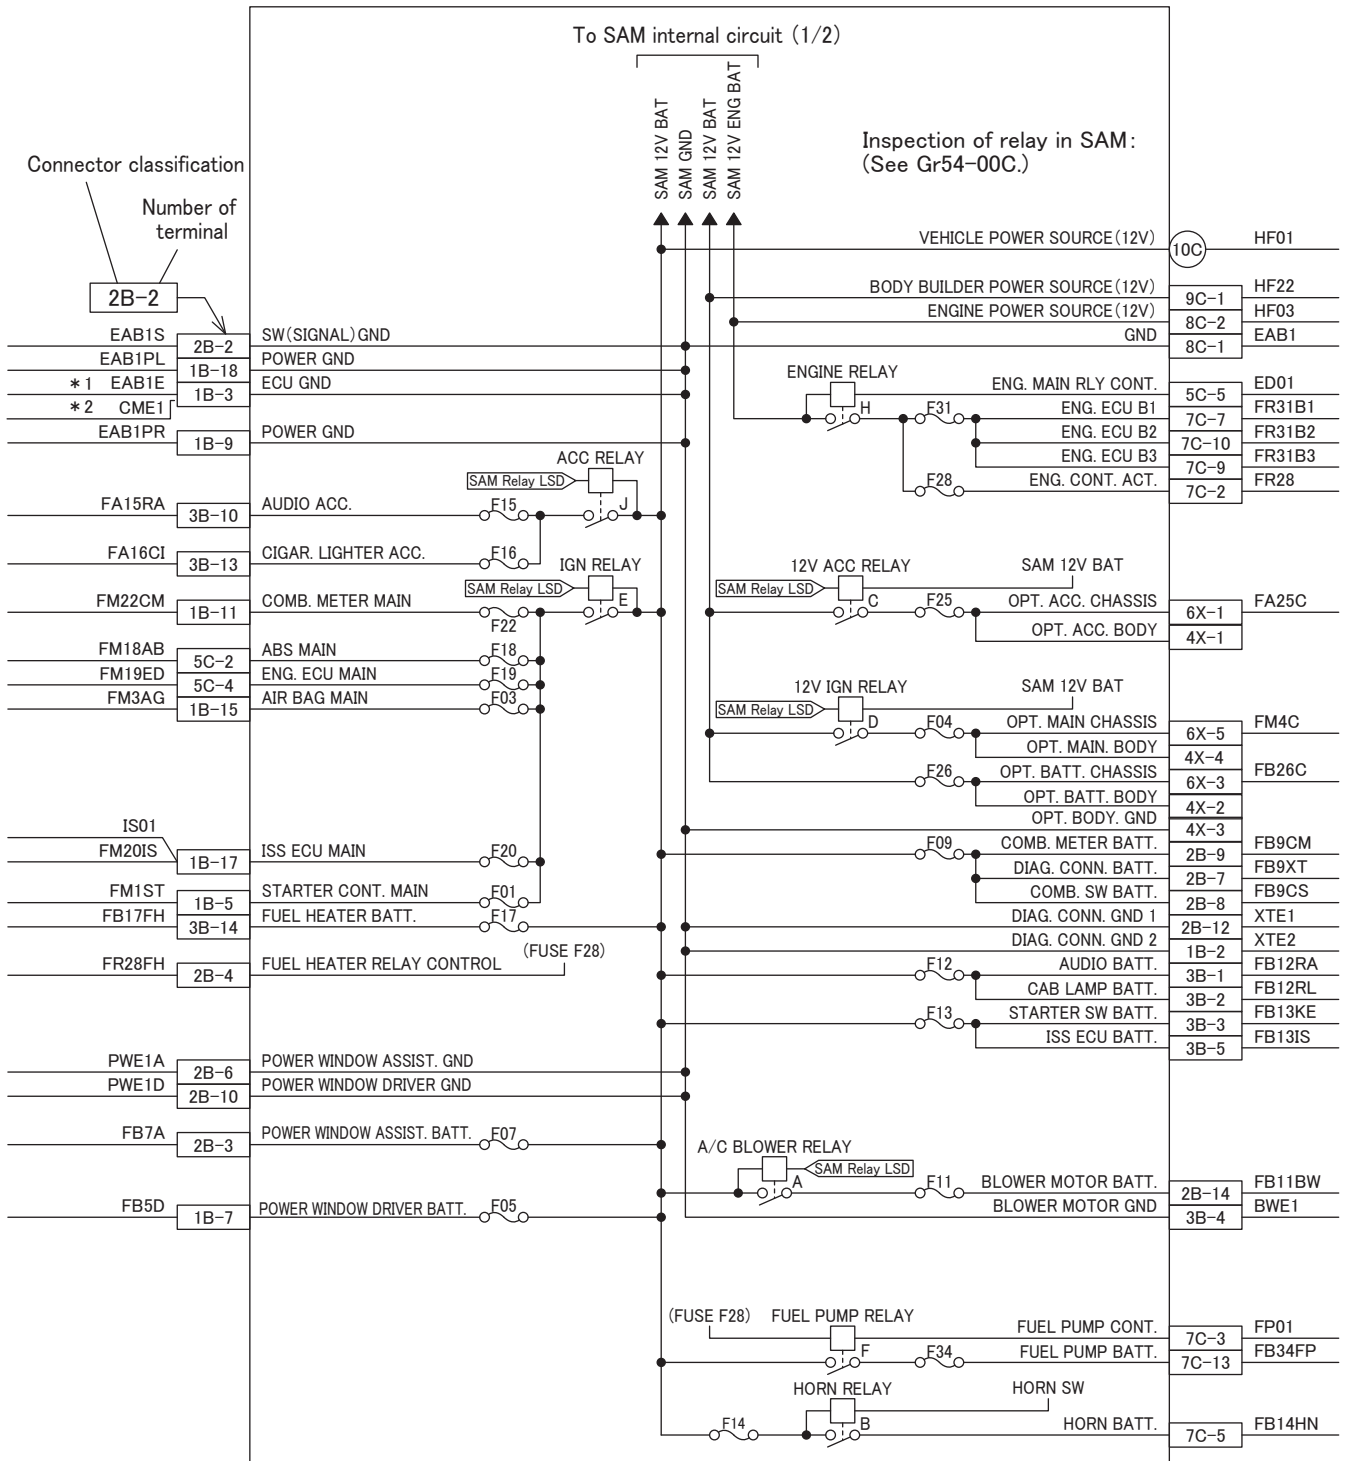 To SAM internal circuit (1/2)
SAM 12V BAT
SAM GND
SAM 12V BAT
SAM 12V ENG BAT
Inspection of relay in SAM:
(See Gr54-00C.)
Connector classification
Number of
terminal
2B-2
VEHICLE POWER SOURCE(12V) 10C HF01
BODY BUILDER POWER SOURCE(12V) 9C-1 HF22
ENGINE POWER SOURCE(12V) 8C-2 HF03
EAB1S 2B-2 SW(SIGNAL)GND
GND 8C-1 EAB1
EAB1PL 1B-18 POWER GND
*1 EAB1E 1B-3 ECU GND
*2 CME1
EAB1PR 1B-9 POWER GND
ENGINE RELAY
H
ENG. MAIN RLY CONT. 5C-5 ED01
F31 ENG. ECU B1 7C-7 FR31B1
ENG. ECU B2 7C-10 FR31B2
ENG. ECU B3 7C-9 FR31B3
F28 ENG. CONT. ACT. 7C-2 FR28
ACC RELAY
SAM Relay LSD
J
FA15RA 3B-10 AUDIO ACC. F15
FA16CI 3B-13 CIGAR. LIGHTER ACC. F16
IGN RELAY
SAM Relay LSD
E
FM22CM 1B-11 COMB. METER MAIN F22
FM18AB 5C-2 ABS MAIN F18
FM19ED 5C-4 ENG. ECU MAIN F19
FM3AG 1B-15 AIR BAG MAIN F03
12V ACC RELAY
SAM 12V BAT
SAM Relay LSD
C
F25 OPT. ACC. CHASSIS 6X-1 FA25C
OPT. ACC. BODY 4X-1
12V IGN RELAY
SAM 12V BAT
SAM Relay LSD
D
F04 OPT. MAIN CHASSIS 6X-5 FM4C
OPT. MAIN. BODY 4X-4
F26 OPT. BATT. CHASSIS 6X-3 FB26C
OPT. BATT. BODY 4X-2
OPT. BODY. GND 4X-3
IS01
FM20IS 1B-17 ISS ECU MAIN F20
FM1ST 1B-5 STARTER CONT. MAIN F01
FB17FH 3B-14 FUEL HEATER BATT. F17
FR28FH 2B-4 FUEL HEATER RELAY CONTROL (FUSE F28)
F09 COMB. METER BATT. 2B-9 FB9CM
DIAG. CONN. BATT. 2B-7 FB9XT
COMB. SW BATT. 2B-8 FB9CS
DIAG. CONN. GND 1 2B-12 XTE1
DIAG. CONN. GND 2 1B-2 XTE2
F12 AUDIO BATT. 3B-1 FB12RA
CAB LAMP BATT. 3B-2 FB12RL
F13 STARTER SW BATT. 3B-3 FB13KE
ISS ECU BATT. 3B-5 FB13IS
PWE1A 2B-6 POWER WINDOW ASSIST. GND
PWE1D 2B-10 POWER WINDOW DRIVER GND
FB7A 2B-3 POWER WINDOW ASSIST. BATT. F07
FB5D 1B-7 POWER WINDOW DRIVER BATT. F05
A/C BLOWER RELAY
SAM Relay LSD
A
F11 BLOWER MOTOR BATT. 2B-14 FB11BW
BLOWER MOTOR GND 3B-4 BWE1
(FUSE F28) FUEL PUMP RELAY
F
FUEL PUMP CONT. 7C-3 FP01
F34 FUEL PUMP BATT. 7C-13 FB34FP
HORN RELAY
HORN SW
F14
B
HORN BATT. 7C-5 FB14HN